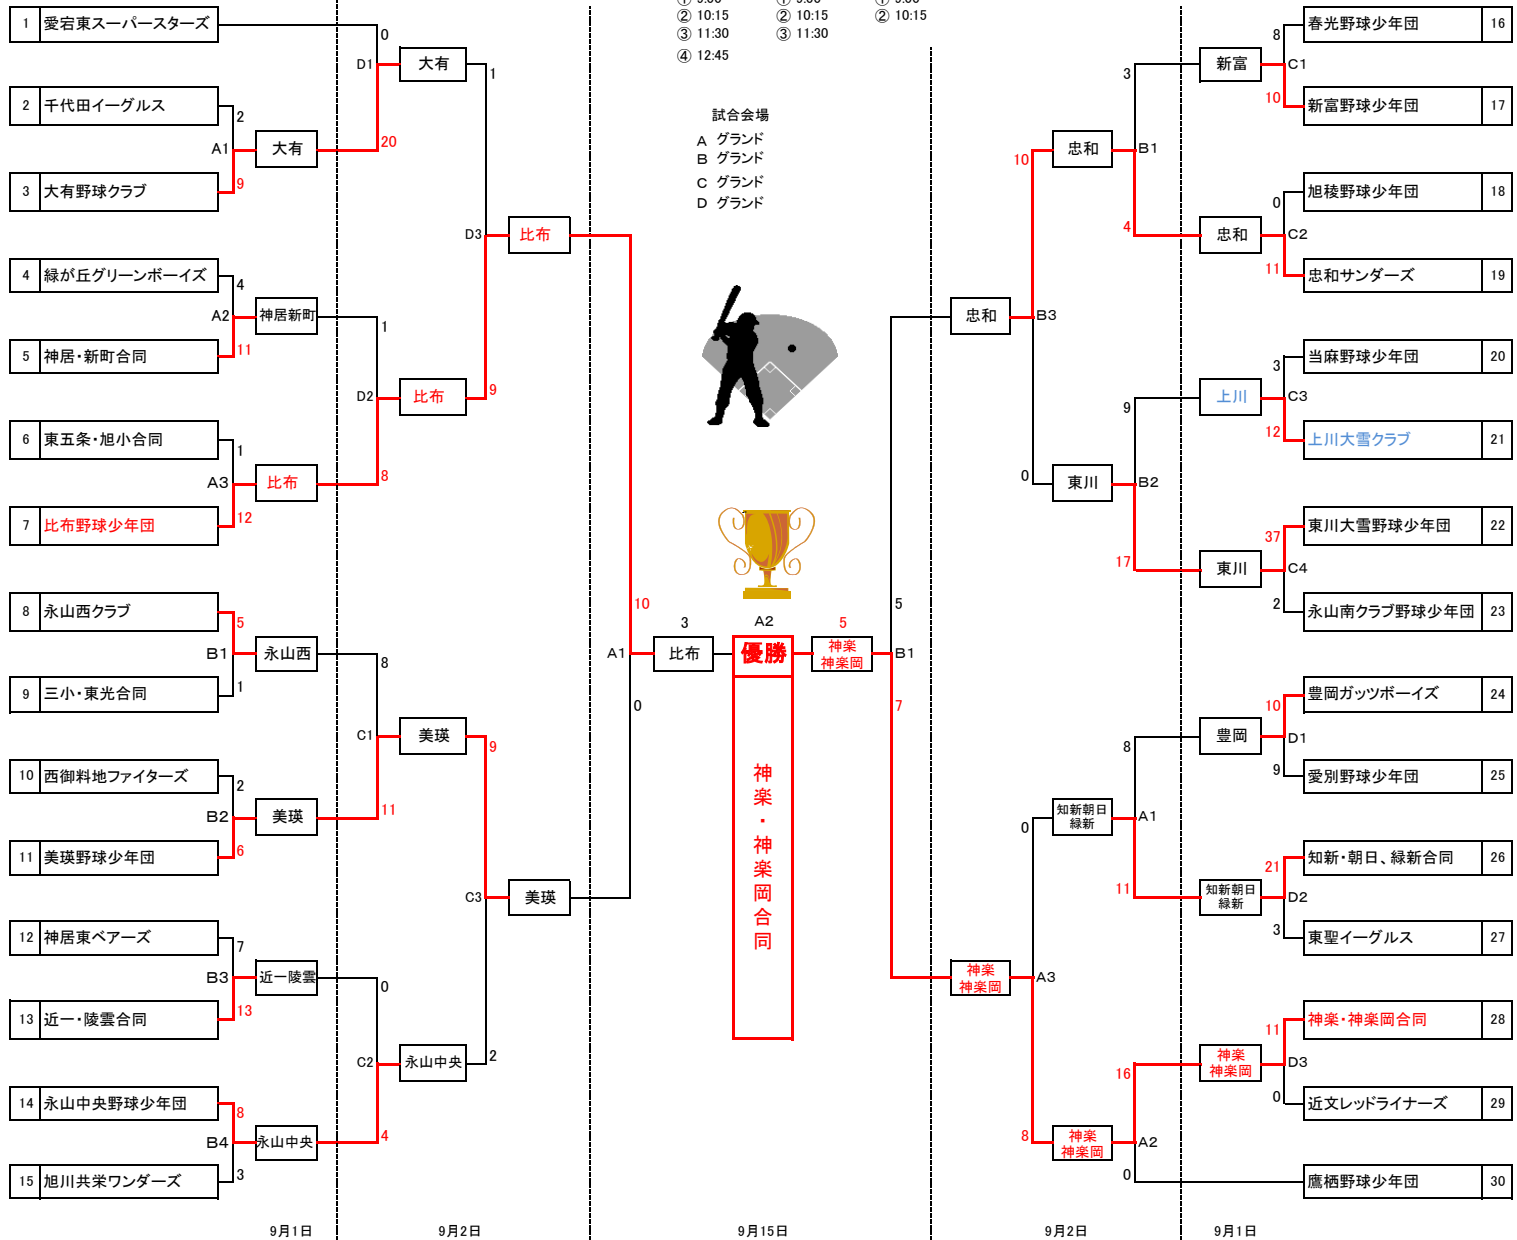 ① 9:00 ① 9:00 ① 9:00
② 10:15 ② 10:15 ② 10:15
③ 11:30 ③ 11:30
④ 12:45
試合会場
A グランド
B グランド
C グランド
D グランド
1 愛宕東スーパースターズ
2 千代田イーグルス
3 大有野球クラブ
4 緑が丘グリーンボーイズ
5 神居・新町合同
6 東五条・旭小合同
7 比布野球少年団
8 永山西クラブ
9 三小・東光合同
10 西御料地ファイターズ
11 美瑛野球少年団
12 神居東ベアーズ
13 近一・陵雲合同
14 永山中央野球少年団
15 旭川共栄ワンダーズ
2
A1
9
4
A2
11
1
A3
12
5
B1
1
2
B2
6
7
B3
13
8
B4
3
大有
神居新町
比布
永山西
美瑛
近一陵雲
永山中央
0
D1
20
1
D2
8
8
C1
11
0
C2
4
大有
比布
美瑛
永山中央
1
D3
9
9
C3
2
比布
美瑛
10
A1
0
3
比布
A2
優勝
神楽・神楽岡合同
5
神楽
神楽岡
5
B1
7
忠和
神楽
神楽岡
10
B3
0
0
A3
8
忠和
東川
知新朝日
緑新
神楽
神楽岡
3
B1
4
9
B2
17
8
A1
11
16
A2
0
新富
忠和
上川
東川
豊岡
知新朝日
緑新
神楽
神楽岡
8
C1
10
0
C2
11
3
C3
12
37
C4
2
10
D1
9
21
D2
3
11
D3
0
春光野球少年団 16
新富野球少年団 17
旭稜野球少年団 18
忠和サンダーズ 19
当麻野球少年団 20
上川大雪クラブ 21
東川大雪野球少年団 22
永山南クラブ野球少年団 23
豊岡ガッツボーイズ 24
愛別野球少年団 25
知新・朝日、緑新合同 26
東聖イーグルス 27
神楽・神楽岡合同 28
近文レッドライナーズ 29
鷹栖野球少年団 30
9月1日 9月2日 9月15日 9月2日 9月1日